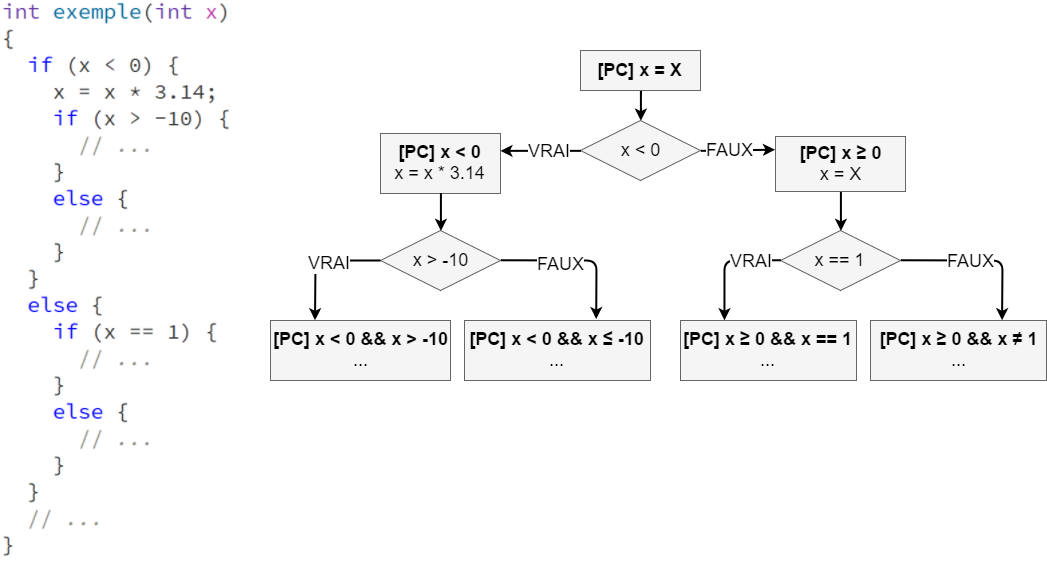 int exemple(int x)
{
if (x < 0) {
x = x * 3.14;
if (x > -10) {
// ...
}
else {
// ...
}
}
else {
if (x == 1) {
// ...
}
else {
// ...
}
}
// ...
}
[PC] x = X
x < 0
VRAI
FAUX
[PC] x < 0
x = x * 3.14
[PC] x ≥ 0
x = X
x > -10
VRAI
FAUX
x == 1
VRAI
FAUX
[PC] x < 0 && x > -10
...
[PC] x < 0 && x ≤ -10
...
[PC] x ≥ 0 && x == 1
...
[PC] x ≥ 0 && x ≠ 1
...